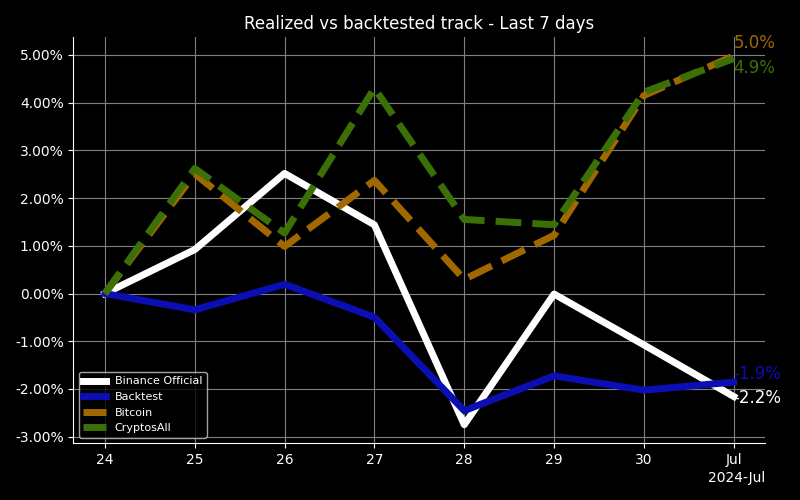 Realized vs backtested track - Last 7 days
5.00%
4.00%
3.00%
2.00%
1.00%
0.00%
-1.00%
-2.00%
-3.00%
5.0%
4.9%
-1.9%
-2.2%
Binance Official
Backtest
Bitcoin
CryptosAll
24 25 26 27 28 29 30 Jul
2024-Jul